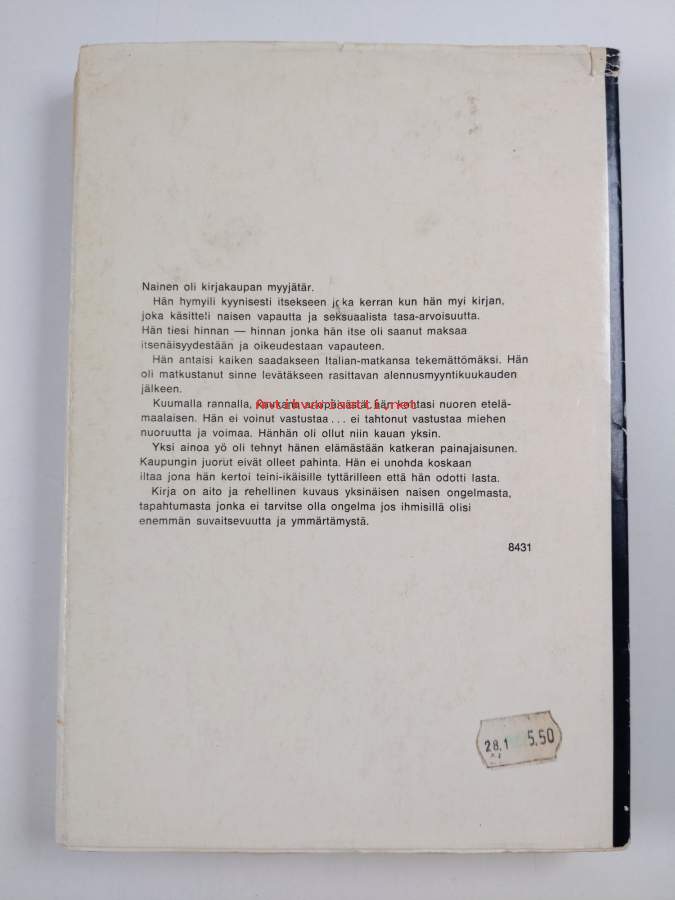 Nainen oli kirjakaupan myyjätär.
Hän hymyili kyynisesti itsekseen joka kerran kun hän myi kirjan,
joka käsitteli naisen vapautta ja seksuaalista tasa-arvoisuutta.
Hän tiesi hinnan — hinnan jonka hän itse oli saanut maksaa
itsenäisyydestään ja oikeudestaan vapauteen.
Hän antaisi kaiken saadakseen Italian-matkansa tekemättömäksi. Hän
oli matkustanut sinne levätäkseen rasittavan alennusmyyntikuukauden
jälkeen.
Kuumalla rannalla, kaukana arkipäivästä, hän kohtasi nuoren etelä-
maalaisen. Hän ei voinut vastustaa... ei tahtonut vastustaa miehen
nuoruutta ja voimaa. Hänhän oli ollut niin kauan yksin.
Yksi ainoa yö oli tehnyt hänen elämästään katkeran painajaisunen.
Kaupungin juorut eivät olleet pahinta. Hän ei unohda koskaan
iltaa jona hän kertoi teini-ikäisille tyttärilleen että hän odotti lasta.
Kirja on aito ja rehellinen kuvaus yksinäisen naisen ongelmasta,
tapahtumasta jonka ei tarvitse olla ongelma jos ihmisillä olisi
enemmän suvaitsevuutta ja ymmärtämystä.
8431
28.1 5.50